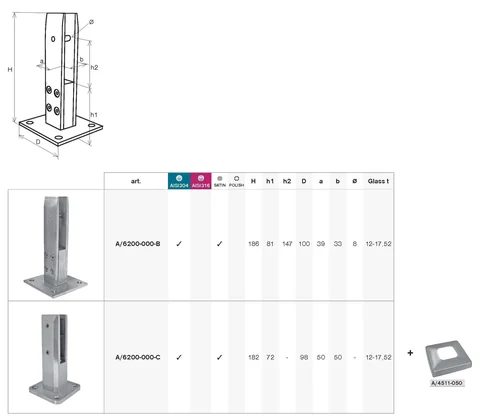 Ø
a
b
H
h2
h1
D
art. AISI304 AISI316 SATIN POLISH H h1 h2 D a b Ø Glass t
A/6200-000-B ✓ ✓ 186 81 147 100 39 33 8 12-17,52
A/6200-000-C ✓ ✓ 182 72 - 98 50 50 - 12-17,52
+
A/4511-050